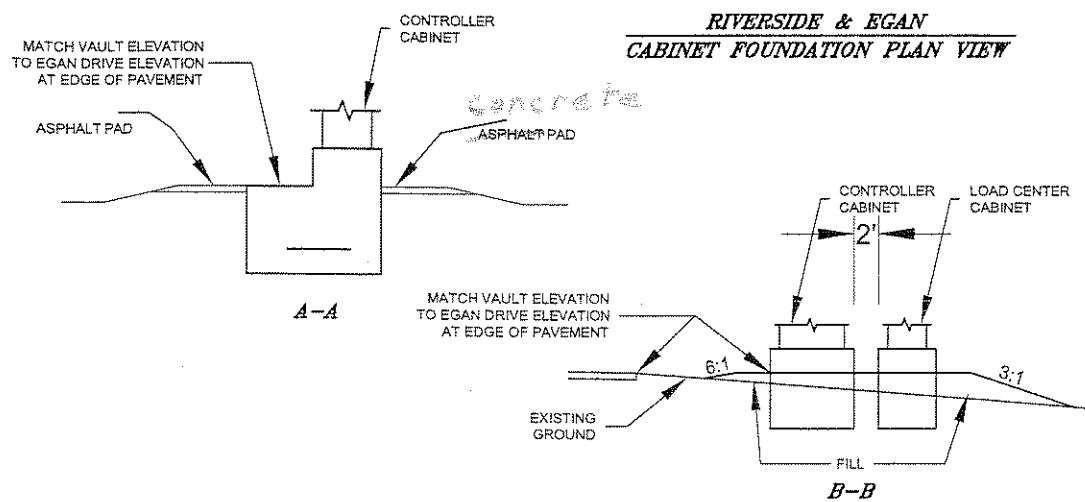 RIVERSIDE & EGAN
CABINET FOUNDATION PLAN VIEW
CONTROLLER
CABINET
MATCH VAULT ELEVATION
TO EGAN DRIVE ELEVATION
AT EDGE OF PAVEMENT
ASPHALT PAD
concrete
ASPHALT PAD
A-A
CONTROLLER
CABINET
LOAD CENTER
CABINET
2'
MATCH VAULT ELEVATION
TO EGAN DRIVE ELEVATION
AT EDGE OF PAVEMENT
6:1
3:1
EXISTING
GROUND
FILL
B-B